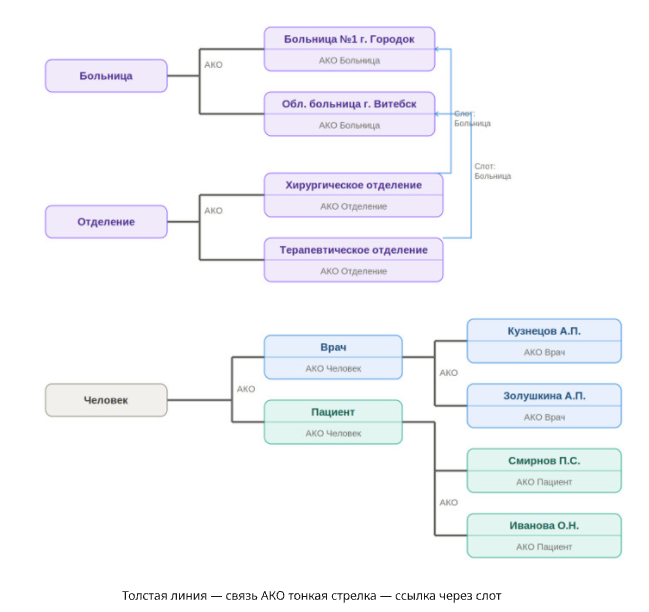 Больница №1 г. Городок
АКО Больница
Больница
АКО
Обл. больница г. Витебск
АКО Больница
Слот:
Больница
Слот:
Больница
Хирургическое отделение
АКО Отделение
Отделение
АКО
Терапевтическое отделение
АКО Отделение
Кузнецов А.П.
АКО Врач
Врач
АКО Человек
АКО
Человек
АКО
Золушкина А.П.
АКО Врач
Пациент
АКО Человек
Смирнов П.С.
АКО Пациент
АКО
Иванова О.Н.
АКО Пациент
Толстая линия — связь АКО тонкая стрелка — ссылка через слот